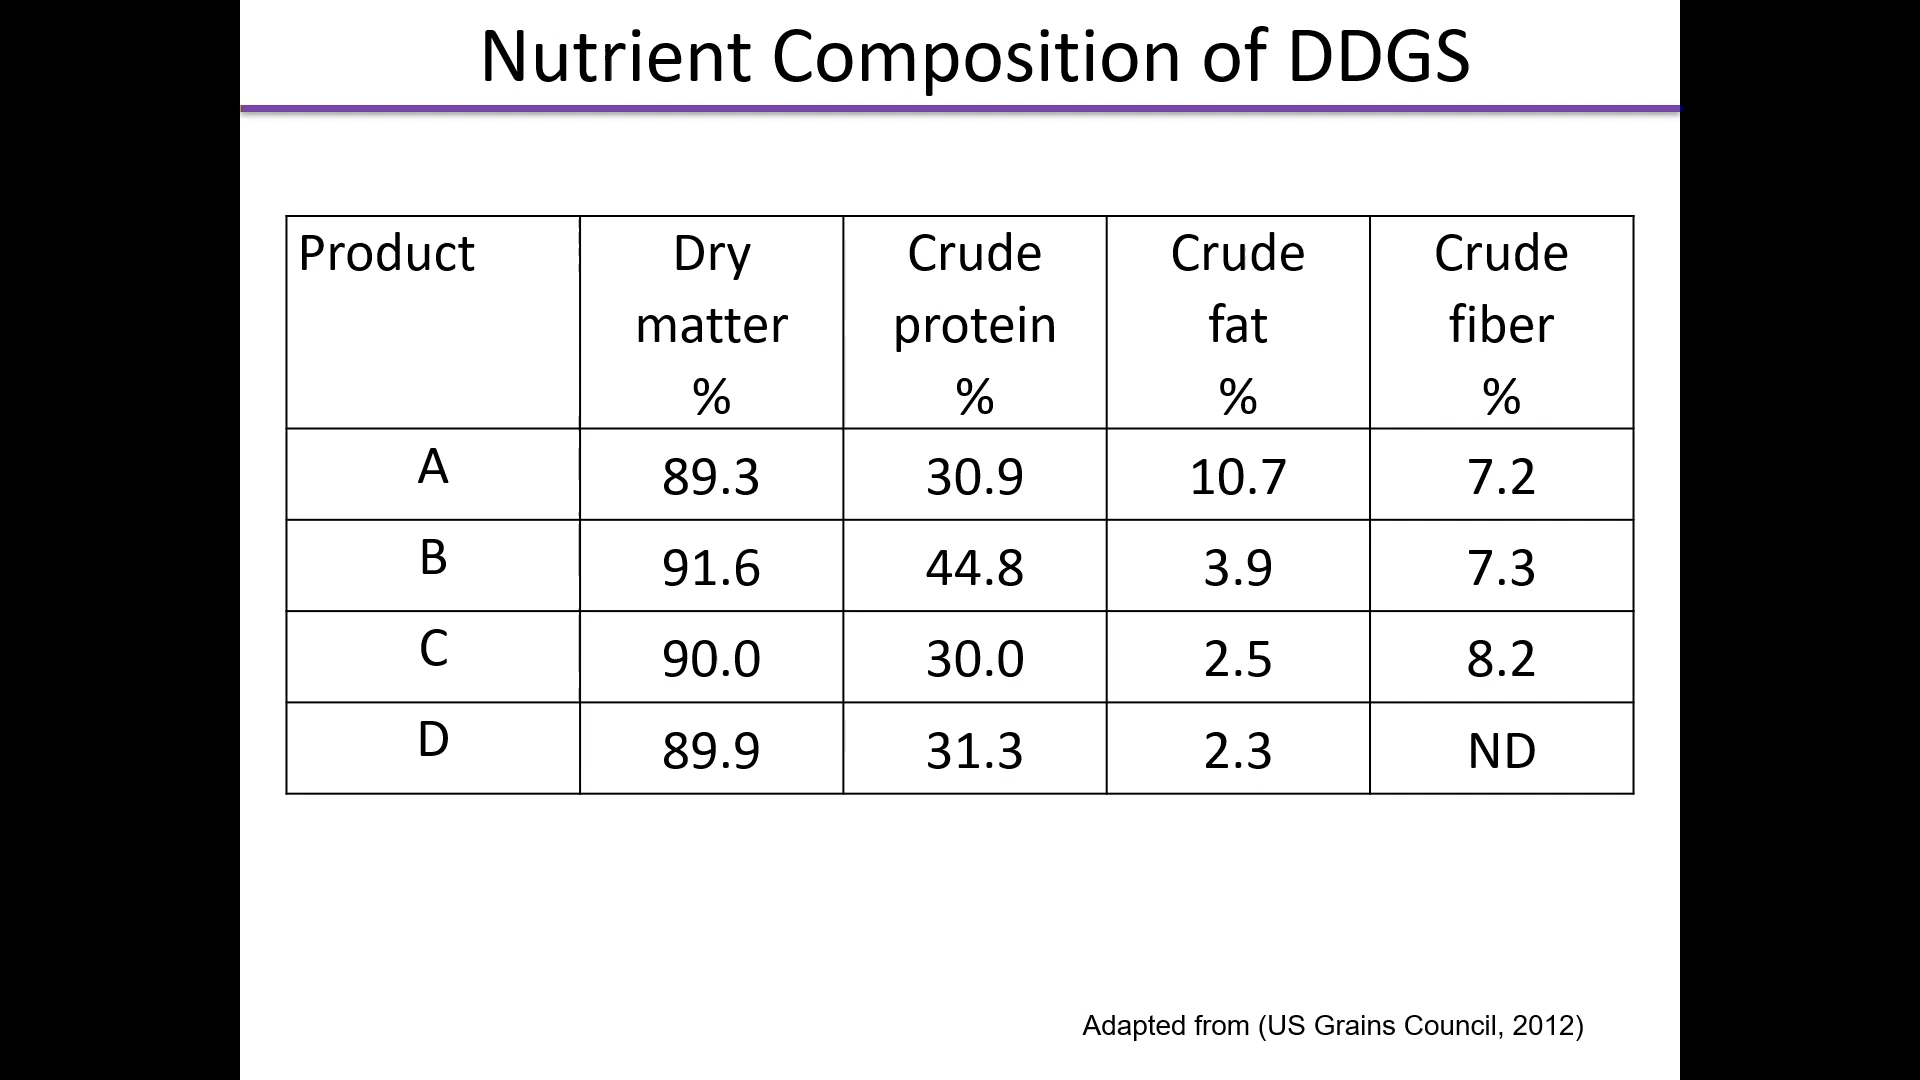 Nutrient Composition of DDGS
Product Dry matter % Crude protein % Crude fat % Crude fiber %
A 89.3 30.9 10.7 7.2
B 91.6 44.8 3.9 7.3
C 90.0 30.0 2.5 8.2
D 89.9 31.3 2.3 ND
Adapted from (US Grains Council, 2012)